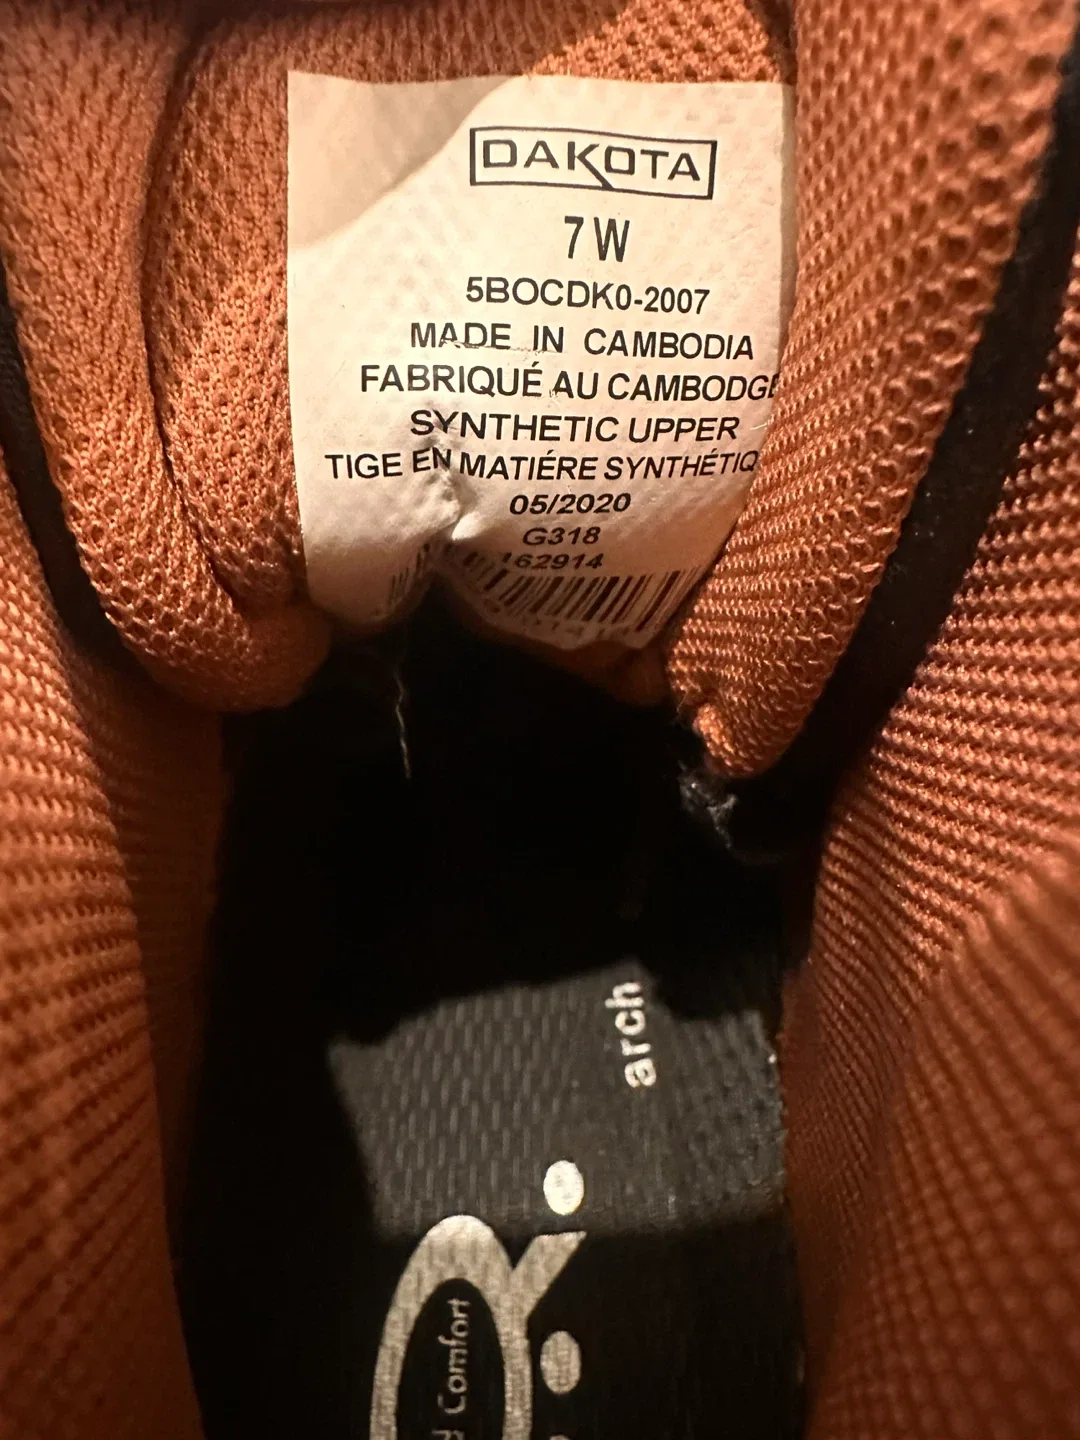 DAKOTA
7 W
5BOCDK0-2007
MADE IN CAMBODIA
FABRIQUÉ AU CAMBODGE
SYNTHETIC UPPER
TIGE EN MATIÉRE SYNTHÉTIQ
05/2020
G318
162914
arch
Comfort